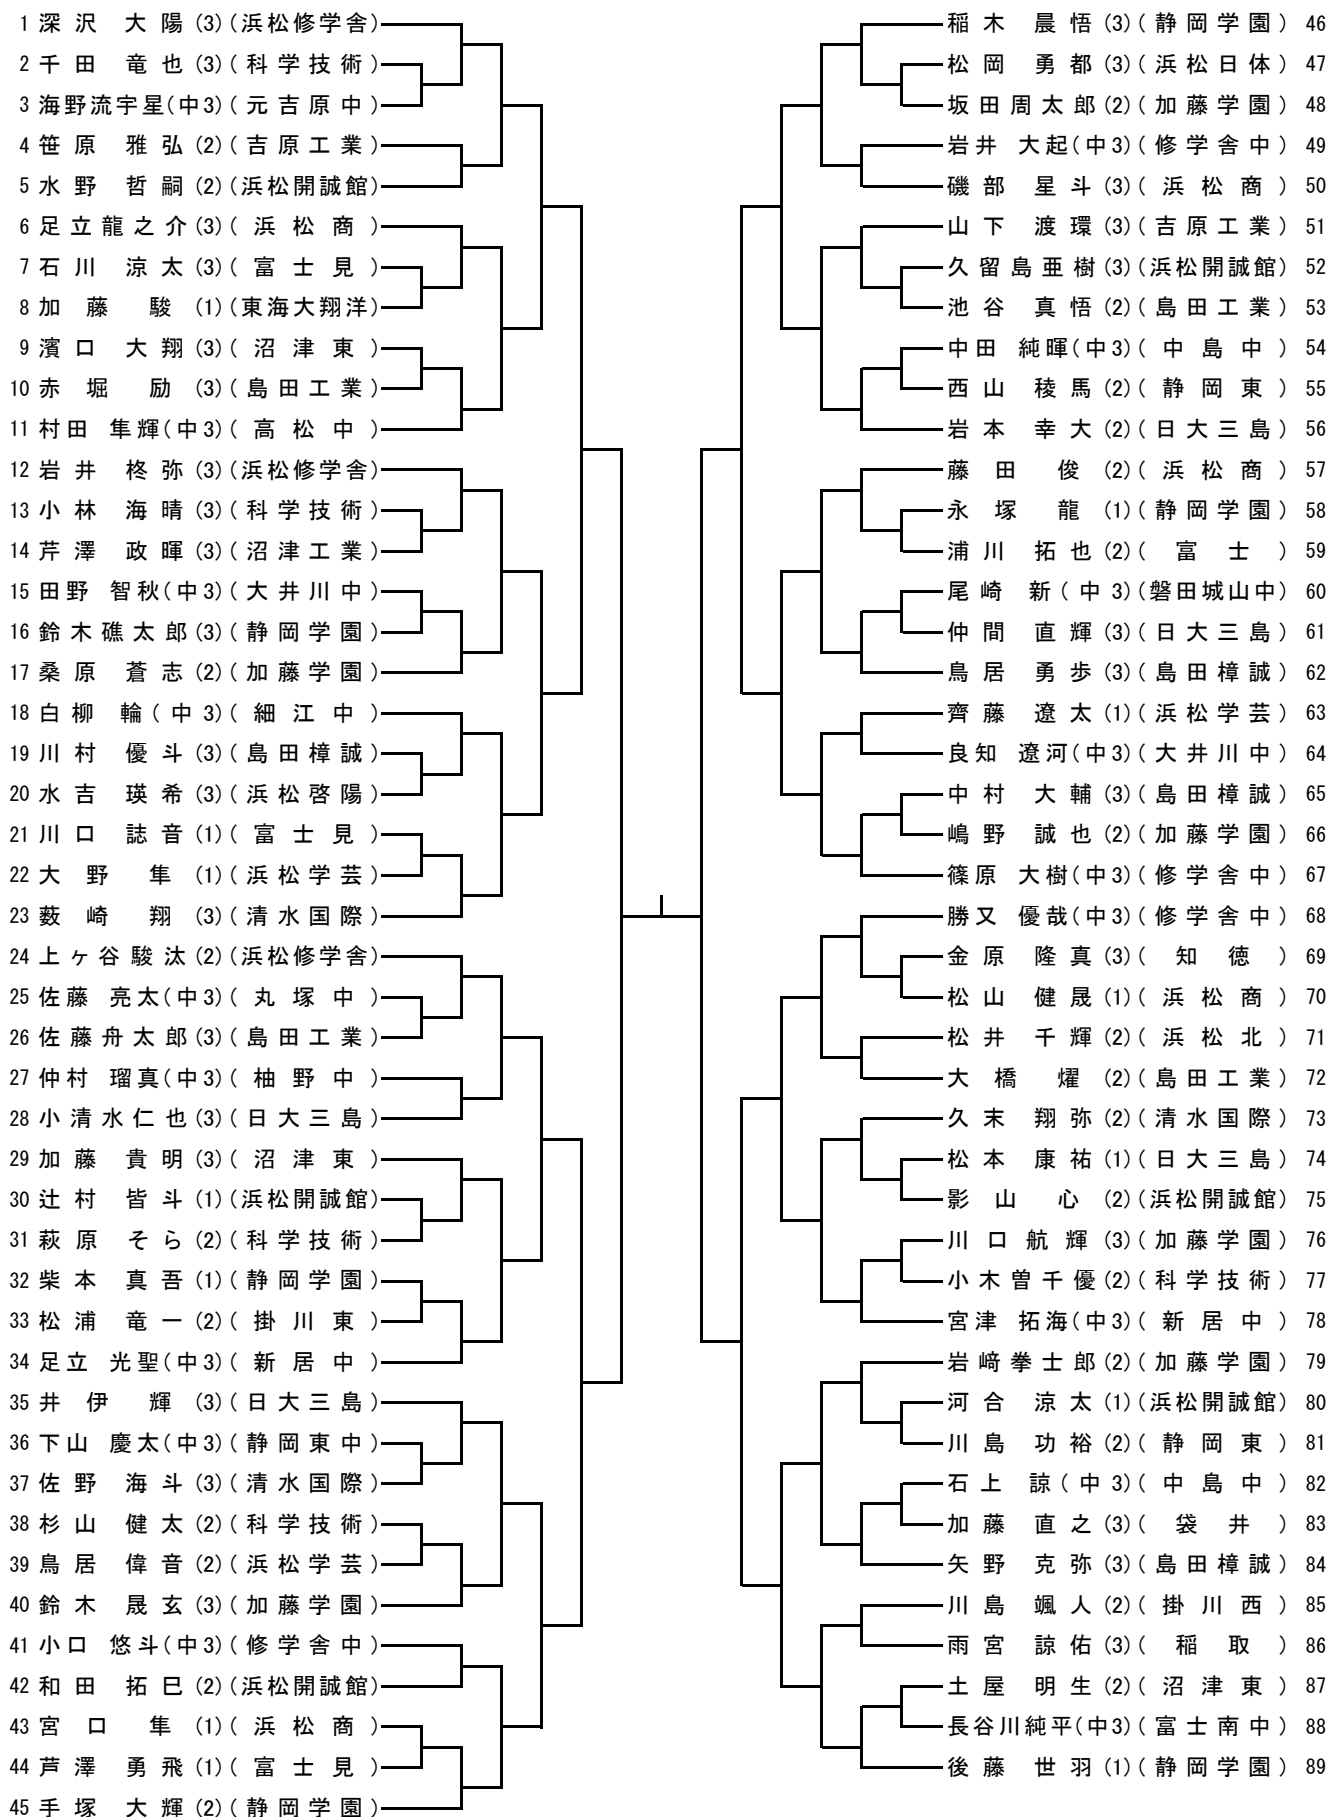 1 深沢 大陽 (3)(浜松修学舎)
2 千田 竜也 (3)(科学技術)
3 海野流宇星(中3)(元吉原中)
4 笹原 雅弘 (2)(吉原工業)
5 水野 哲嗣 (2)(浜松開誠館)
6 足立龍之介 (3)(浜松商)
7 石川 涼太 (3)(富士見)
8 加藤 駿 (1)(東海大翔洋)
9 濱口 大翔 (3)(沼津東)
10 赤堀 励 (3)(島田工業)
11 村田 隼輝(中3)(高松中)
12 岩井 柊弥 (3)(浜松修学舎)
13 小林 海晴 (3)(科学技術)
14 芹澤 政暉 (3)(沼津工業)
15 田野 智秋(中3)(大井川中)
16 鈴木礁太郎 (3)(静岡学園)
17 桑原 蒼志 (2)(加藤学園)
18 白柳 輪(中3)(細江中)
19 川村 優斗 (3)(島田樟誠)
20 水吉 瑛希 (3)(浜松啓陽)
21 川口 誌音 (1)(富士見)
22 大野 隼 (1)(浜松学芸)
23 薮崎 翔 (3)(清水国際)
24 上ヶ谷駿汰 (2)(浜松修学舎)
25 佐藤 亮太(中3)(丸塚中)
26 佐藤舟太郎 (3)(島田工業)
27 仲村 瑠真(中3)(柚野中)
28 小清水仁也 (3)(日大三島)
29 加藤 貴明 (3)(沼津東)
30 辻村 皆斗 (1)(浜松開誠館)
31 萩原 そら (2)(科学技術)
32 柴本 真吾 (1)(静岡学園)
33 松浦 竜一 (2)(掛川東)
34 足立 光聖(中3)(新居中)
35 井伊 輝 (3)(日大三島)
36 下山 慶太(中3)(静岡東中)
37 佐野 海斗 (3)(清水国際)
38 杉山 健太 (2)(科学技術)
39 鳥居 偉音 (2)(浜松学芸)
40 鈴木 晟玄 (3)(加藤学園)
41 小口 悠斗(中3)(修学舎中)
42 和田 拓巳 (2)(浜松開誠館)
43 宮口 隼 (1)(浜松商)
44 芦澤 勇飛 (1)(富士見)
45 手塚 大輝 (2)(静岡学園)
稲木 晨悟 (3)(静岡学園) 46
松岡 勇都 (3)(浜松日体) 47
坂田周太郎 (2)(加藤学園) 48
岩井 大起(中3)(修学舎中) 49
磯部 星斗 (3)(浜松商) 50
山下 渡環 (3)(吉原工業) 51
久留島亜樹 (3)(浜松開誠館) 52
池谷 真悟 (2)(島田工業) 53
中田 純暉(中3)(中島中) 54
西山 稜馬 (2)(静岡東) 55
岩本 幸大 (2)(日大三島) 56
藤田 俊 (2)(浜松商) 57
永塚 龍 (1)(静岡学園) 58
浦川 拓也 (2)(富士) 59
尾崎 新(中3)(磐田城山中) 60
仲間 直輝 (3)(日大三島) 61
鳥居 勇歩 (3)(島田樟誠) 62
齊藤 遼太 (1)(浜松学芸) 63
良知 遼河(中3)(大井川中) 64
中村 大輔 (3)(島田樟誠) 65
嶋野 誠也 (2)(加藤学園) 66
篠原 大樹(中3)(修学舎中) 67
勝又 優哉(中3)(修学舎中) 68
金原 隆真 (3)(知徳) 69
松山 健晟 (1)(浜松商) 70
松井 千輝 (2)(浜松北) 71
大橋 燿 (2)(島田工業) 72
久末 翔弥 (2)(清水国際) 73
松本 康祐 (1)(日大三島) 74
影山 心 (2)(浜松開誠館) 75
川口航輝 (3)(加藤学園) 76
小木曽千優 (2)(科学技術) 77
宮津 拓海(中3)(新居中) 78
岩﨑拳士郎 (2)(加藤学園) 79
河合 涼太 (1)(浜松開誠館) 80
川島 功裕 (2)(静岡東) 81
石上 諒(中3)(中島中) 82
加藤 直之 (3)(袋井) 83
矢野 克弥 (3)(島田樟誠) 84
川島 颯人 (2)(掛川西) 85
雨宮 諒佑 (3)(稲取) 86
土屋 明生 (2)(沼津東) 87
長谷川純平(中3)(富士南中) 88
後藤 世羽 (1)(静岡学園) 89